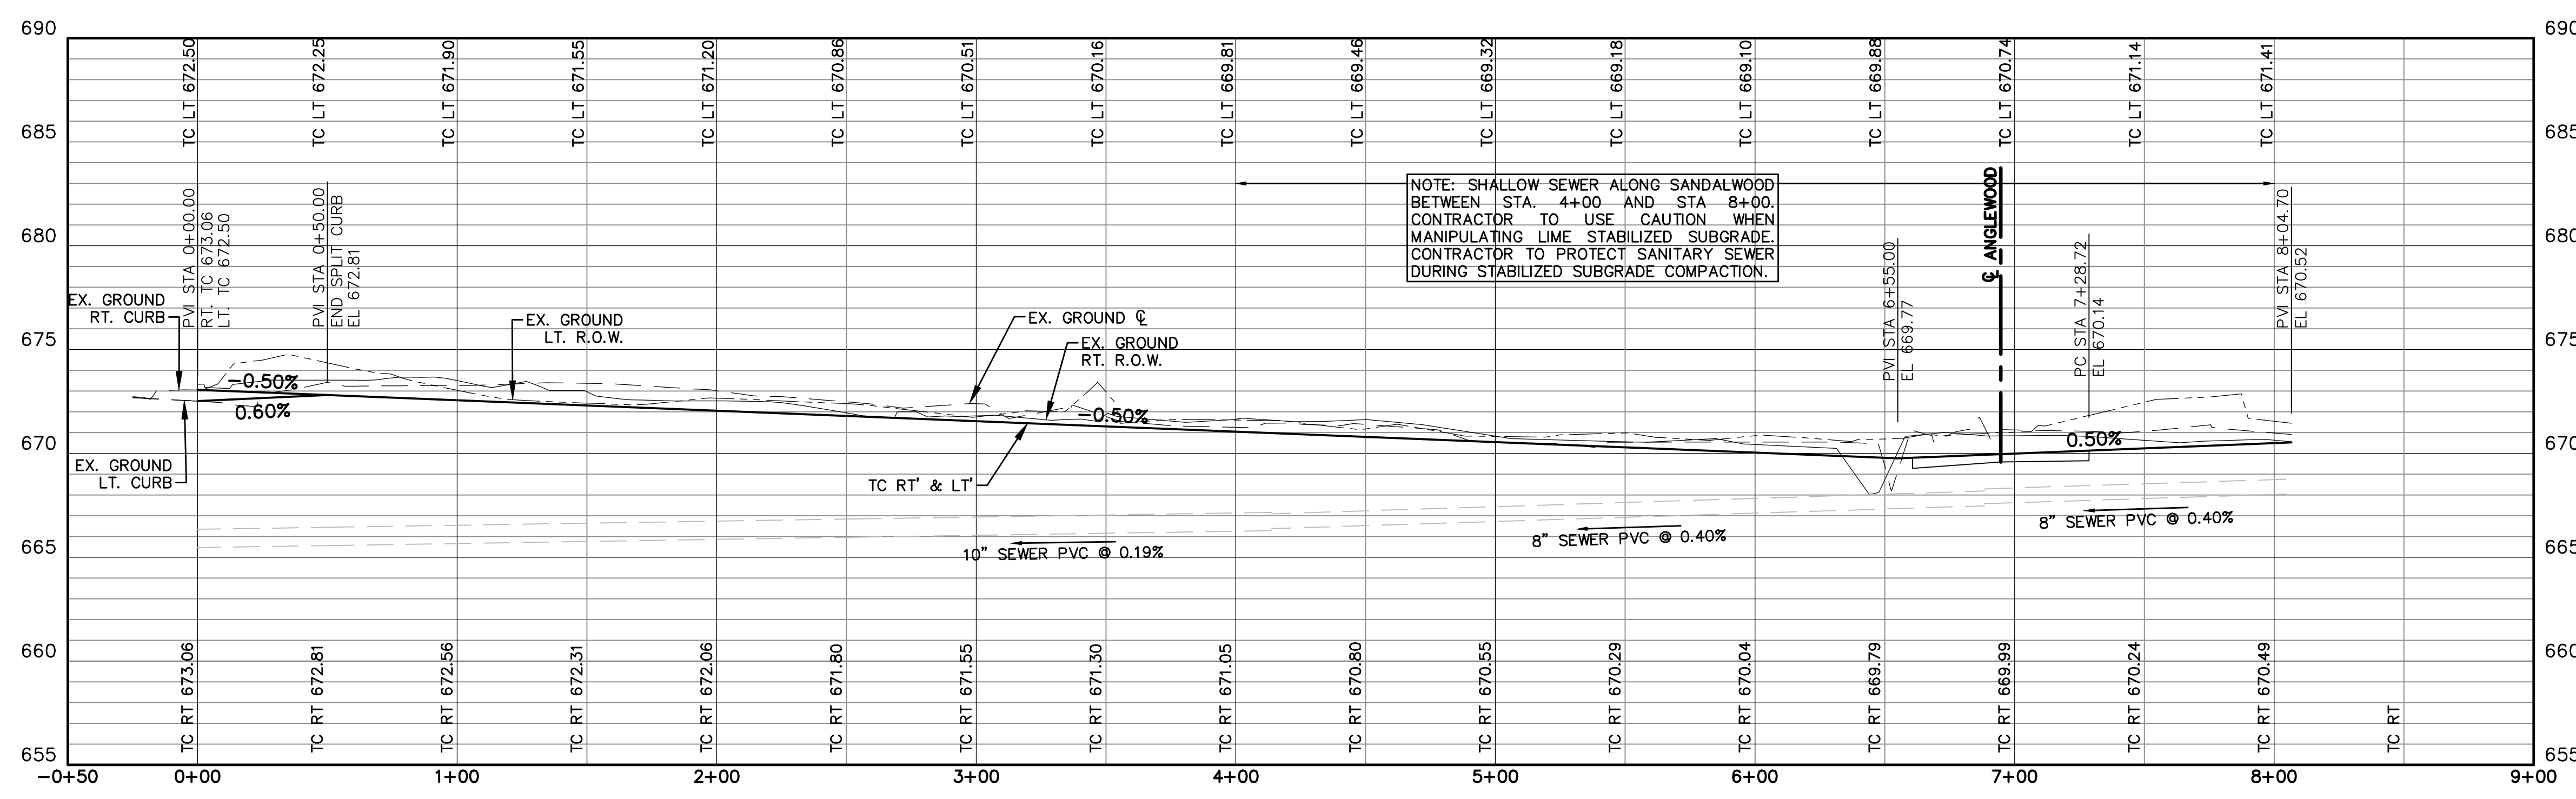 690
690
685
685
680
680
675
675
670
670
665
665
660
660
655
655
TC LT 672.50
TC LT 672.25
TC LT 671.90
TC LT 671.55
TC LT 671.20
TC LT 670.86
TC LT 670.51
TC LT 670.16
TC LT 669.81
TC LT 669.46
TC LT 669.32
TC LT 669.18
TC LT 669.10
TC LT 669.88
TC LT 670.74
TC LT 671.14
TC LT 671.41
PVI STA 0+00.00
RT. TC 673.06
LT. TC 672.50
PVI STA 0+50.00
END SPLIT CURB
EL 672.81
NOTE: SHALLOW SEWER ALONG SANDALWOOD
BETWEEN STA. 4+00 AND STA 8+00.
CONTRACTOR TO USE CAUTION WHEN
MANIPULATING LIME STABILIZED SUBGRADE.
CONTRACTOR TO PROTECT SANITARY SEWER
DURING STABILIZED SUBGRADE COMPACTION.
PVI STA 6+55.00
EL 669.77
℄ ANGLEWOOD
PC STA 7+28.72
EL 670.14
PVI STA 8+04.70
EL 670.52
EX. GROUND
RT. CURB
EX. GROUND
LT. R.O.W.
EX. GROUND ℄
EX. GROUND
RT. R.O.W.
-0.50%
0.60%
-0.50%
0.50%
EX. GROUND
LT. CURB
TC RT' & LT'
10" SEWER PVC @ 0.19%
8" SEWER PVC @ 0.40%
8" SEWER PVC @ 0.40%
TC RT 673.06
TC RT 672.81
TC RT 672.56
TC RT 672.31
TC RT 672.06
TC RT 671.80
TC RT 671.55
TC RT 671.30
TC RT 671.05
TC RT 670.80
TC RT 670.55
TC RT 670.29
TC RT 670.04
TC RT 669.79
TC RT 669.99
TC RT 670.24
TC RT 670.49
TC RT
-0+50
0+00
1+00
2+00
3+00
4+00
5+00
6+00
7+00
8+00
9+00